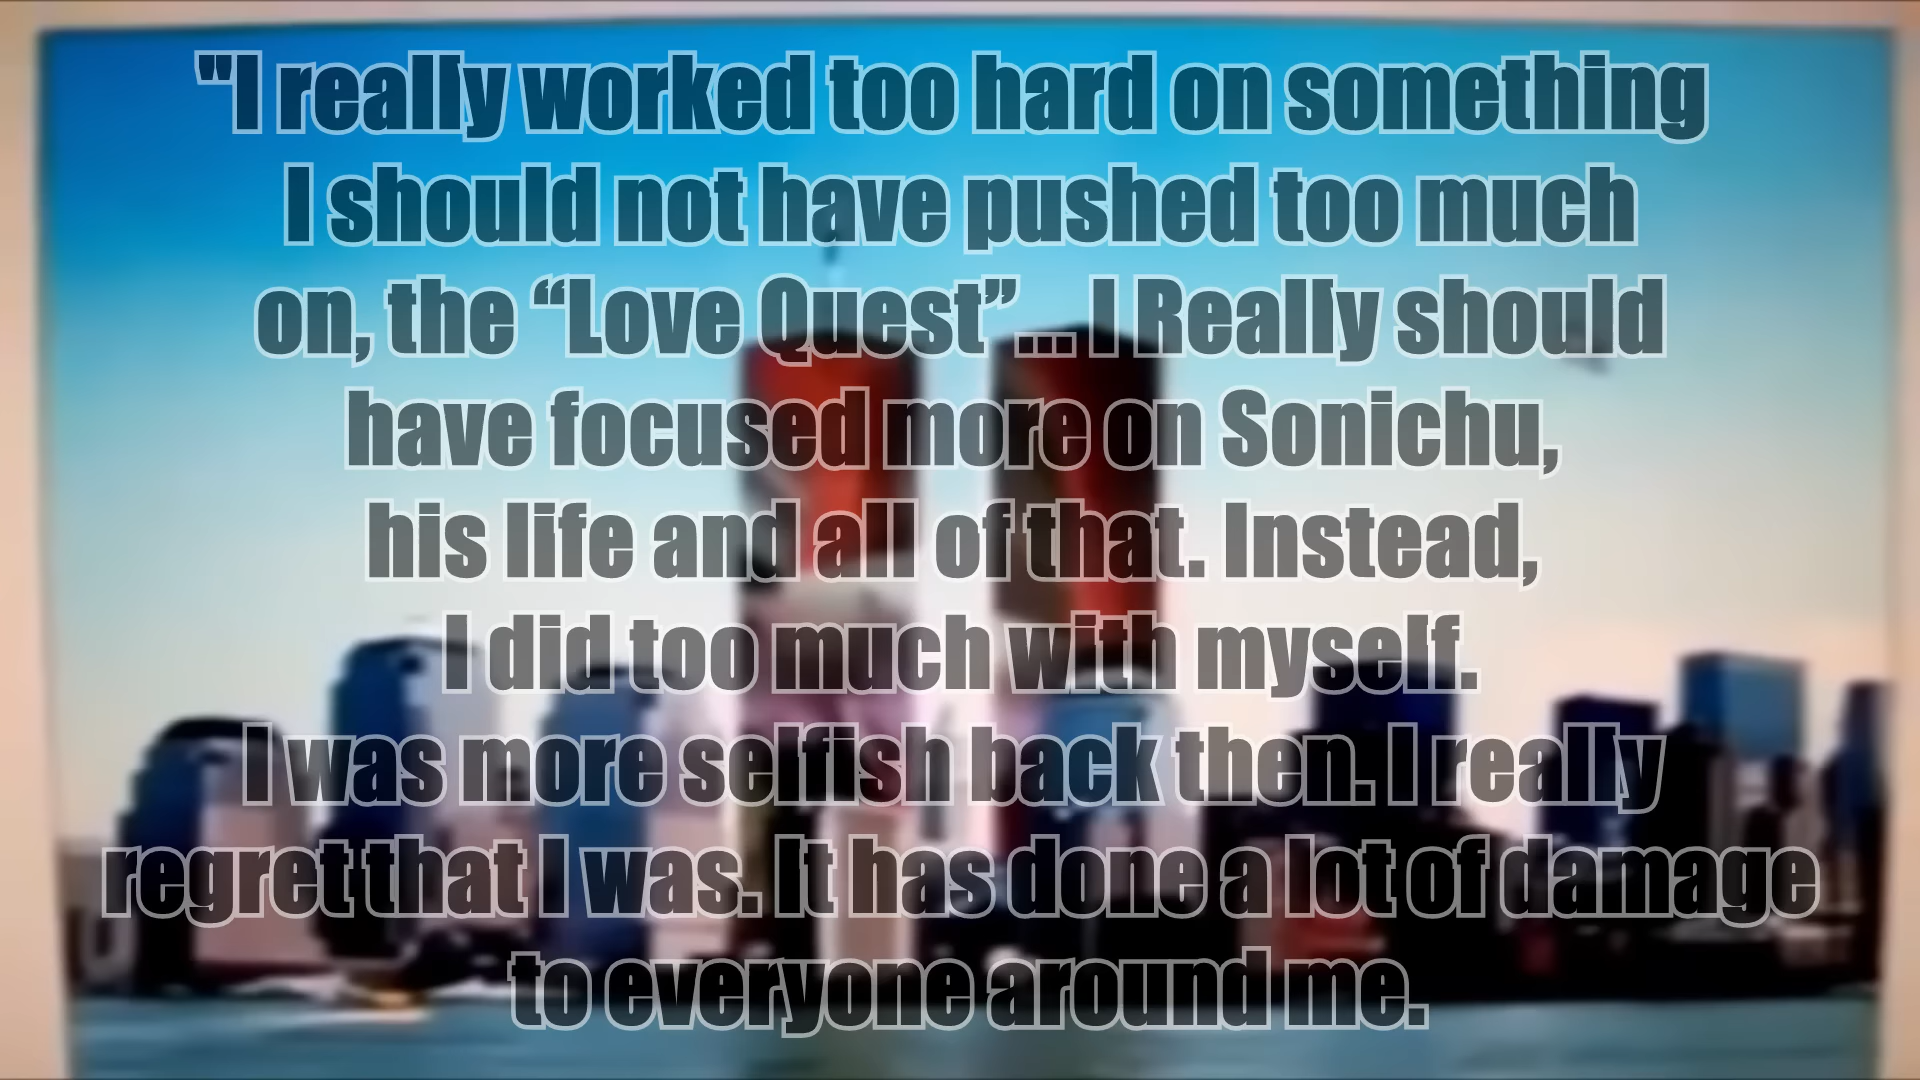 "I really worked too hard on something
I should not have pushed too much
on, the “Love Quest” ... I Really should
have focused more on Sonichu,
his life and all of that. Instead,
I did too much with myself.
I was more selfish back then. I really
regret that I was. It has done a lot of damage
to everyone around me.